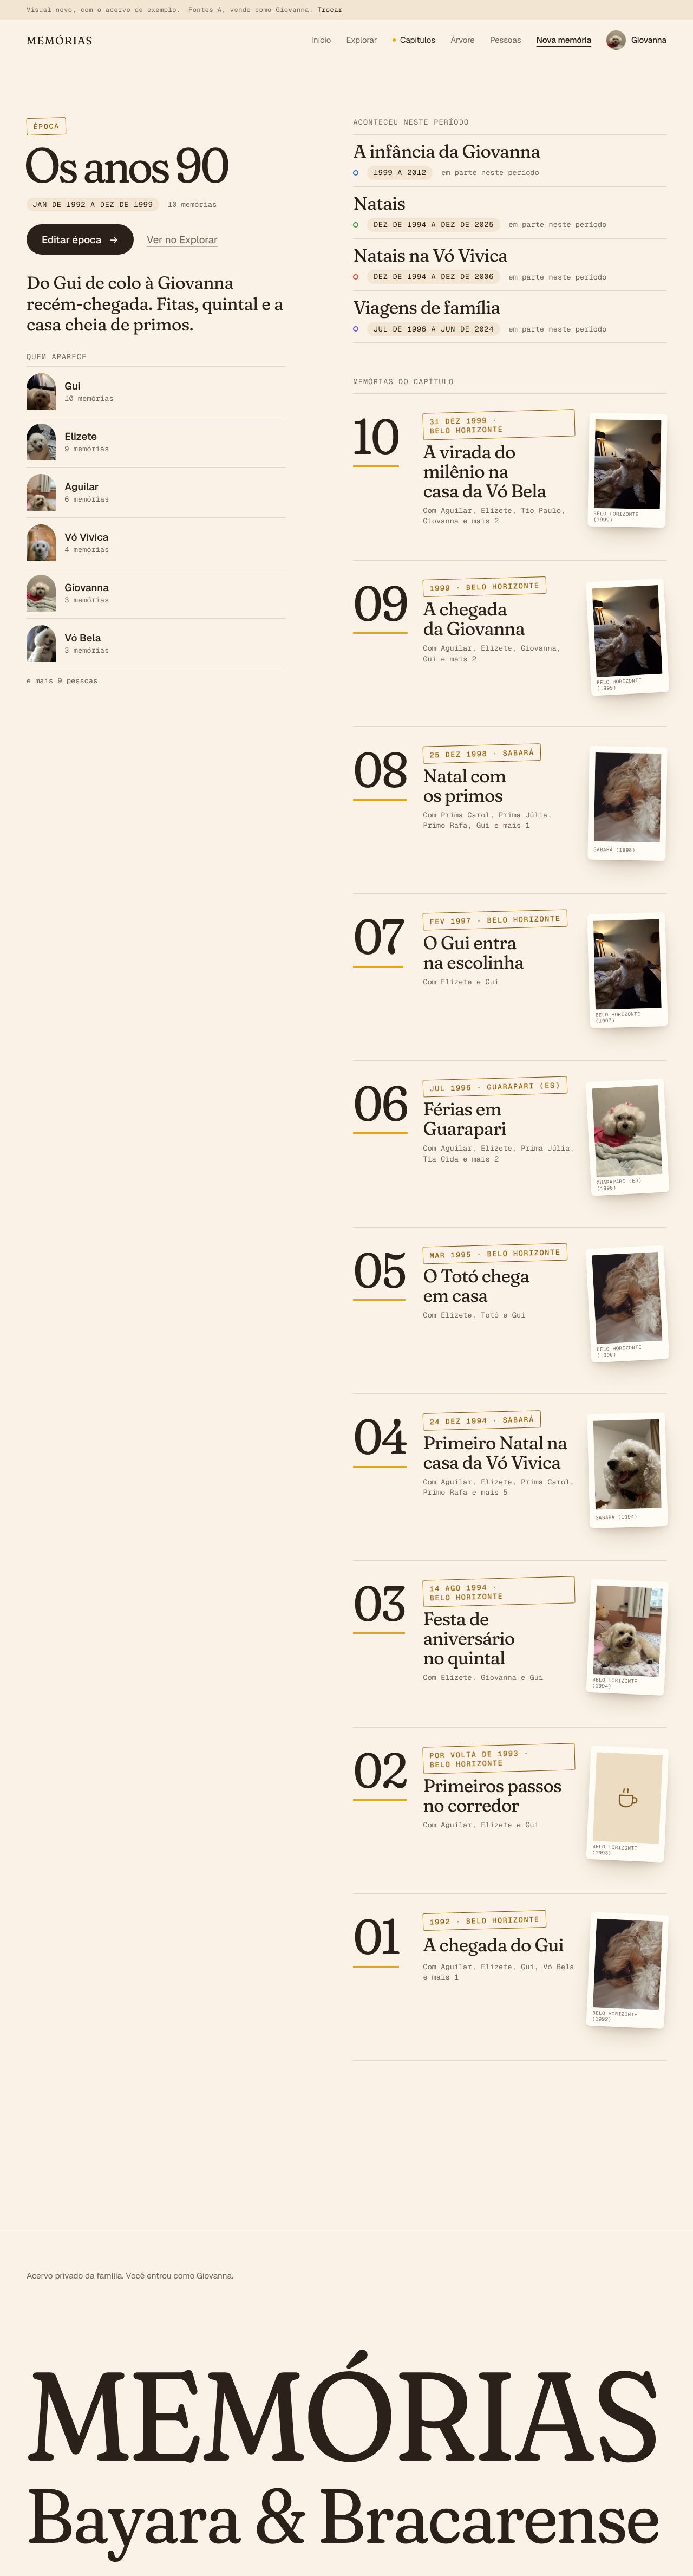 Visual novo, com o acervo de exemplo. Fontes A, vendo como Giovanna. Trocar
MEMÓRIAS
Início Explorar Capítulos Árvore Pessoas Nova memória Giovanna
ÉPOCA
Os anos 90
JAN DE 1992 A DEZ DE 1999 10 memórias
Editar época → Ver no Explorar
Do Gui de colo à Giovanna
recém-chegada. Fitas, quintal e a
casa cheia de primos.
QUEM APARECE
Gui
10 memórias
Elizete
9 memórias
Aguilar
6 memórias
Vó Vivica
4 memórias
Giovanna
3 memórias
Vó Bela
3 memórias
e mais 9 pessoas
ACONTECEU NESTE PERÍODO
A infância da Giovanna
1999 A 2012 em parte neste período
Natais
DEZ DE 1994 A DEZ DE 2025 em parte neste período
Natais na Vó Vivica
DEZ DE 1994 A DEZ DE 2006 em parte neste período
Viagens de família
JUL DE 1996 A JUN DE 2024 em parte neste período
MEMÓRIAS DO CAPÍTULO
10
31 DEZ 1999 ·
BELO HORIZONTE
A virada do
milênio na
casa da Vó Bela
Com Aguilar, Elizete, Tio Paulo,
Giovanna e mais 2
BELO HORIZONTE
(1999)
09
1999 · BELO HORIZONTE
A chegada
da Giovanna
Com Aguilar, Elizete, Giovanna,
Gui e mais 2
BELO HORIZONTE
(1999)
08
25 DEZ 1998 · SABARÁ
Natal com
os primos
Com Prima Carol, Prima Júlia,
Primo Rafa, Gui e mais 1
SABARÁ (1998)
07
FEV 1997 · BELO HORIZONTE
O Gui entra
na escolinha
Com Elizete e Gui
BELO HORIZONTE
(1997)
06
JUL 1996 · GUARAPARI (ES)
Férias em
Guarapari
Com Aguilar, Elizete, Prima Júlia,
Tia Cida e mais 2
GUARAPARI (ES)
(1996)
05
MAR 1995 · BELO HORIZONTE
O Totó chega
em casa
Com Elizete, Totó e Gui
BELO HORIZONTE
(1995)
04
24 DEZ 1994 · SABARÁ
Primeiro Natal na
casa da Vó Vivica
Com Aguilar, Elizete, Prima Carol,
Primo Rafa e mais 5
SABARÁ (1994)
03
14 AGO 1994 ·
BELO HORIZONTE
Festa de
aniversário
no quintal
Com Elizete, Giovanna e Gui
BELO HORIZONTE
(1994)
02
POR VOLTA DE 1993 ·
BELO HORIZONTE
Primeiros passos
no corredor
Com Aguilar, Elizete e Gui
BELO HORIZONTE
(1993)
01
1992 · BELO HORIZONTE
A chegada do Gui
Com Aguilar, Elizete, Gui, Vó Bela
e mais 1
BELO HORIZONTE
(1992)
Acervo privado da família. Você entrou como Giovanna.
MEMÓRIAS
Bayara & Bracarense